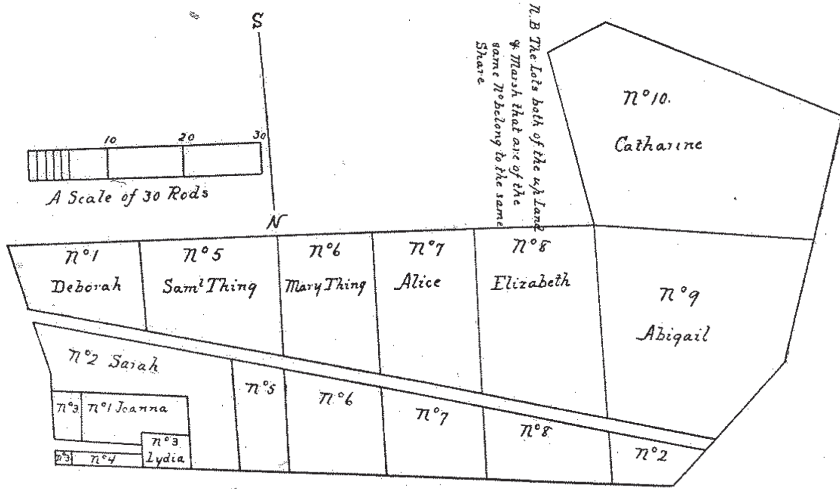 S
N.B The Lots both of the up Land
& Marsh that are of the
same No belong to the same
Share
No 10.
Catharine
10 20 30
A Scale of 30 Rods
N
No 1
Deborah
No 5
Saml Thing
No 6
Mary Thing
No 7
Alice
No 8
Elizabeth
No 9
Abigail
No 2 Sarah
No 3
No 1 Joanna
No 3
Lydia
No 3
No 4
No 5
No 6
No 7
No 8
No 2